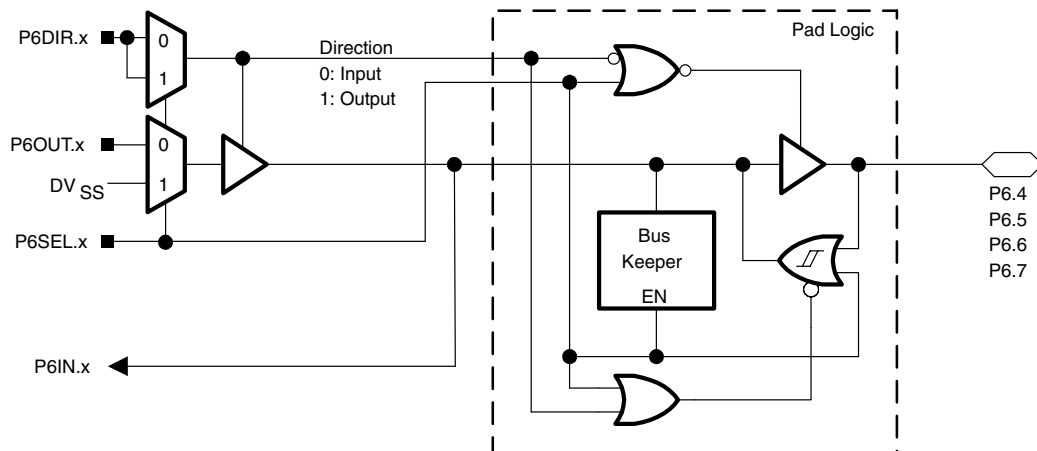 Pad Logic
P6DIR.x
0
1
Direction
0: Input
1: Output
P6OUT.x
0
DV SS
1
P6SEL.x
P6.4
P6.5
P6.6
P6.7
Bus
Keeper
EN
P6IN.x